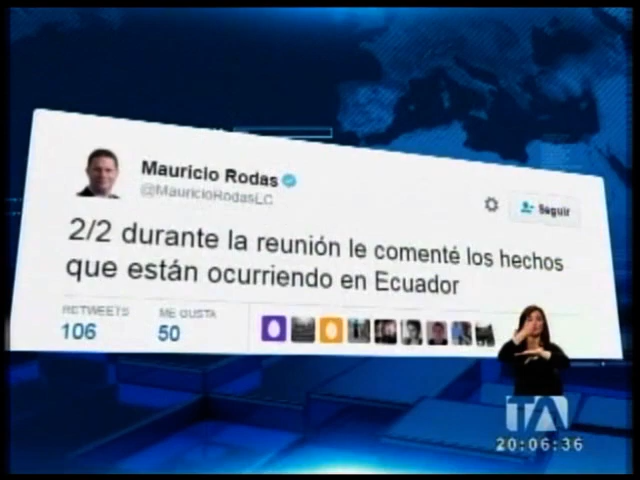 Mauricio Rodas
@MauricioRodasLC
Seguir
2/2 durante la reunión le comenté los hechos
que están ocurriendo en Ecuador
RETWEETS
ME GUSTA
106
50
TA
20:06:36